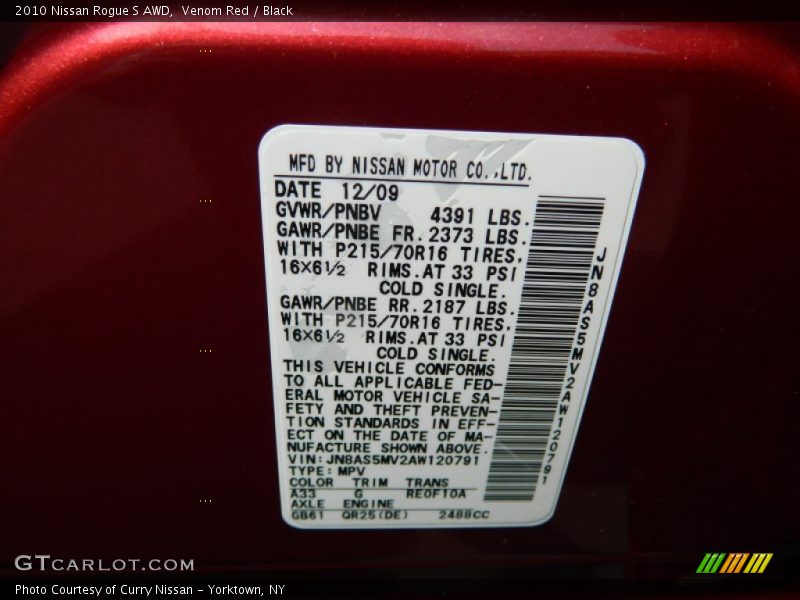 2010 Nissan Rogue S AWD,  Venom Red / Black
MFD BY NISSAN MOTOR CO.,LTD.
DATE 12/09
GVWR/PNBV 4391 LBS.
GAWR/PNBE FR. 2373 LBS.
WITH P215/70R16 TIRES,
16×6½ RIMS.AT 33 PSI
COLD SINGLE.
GAWR/PNBE RR. 2187 LBS.
WITH P215/70R16 TIRES,
16×6½ RIMS.AT 33 PSI
COLD SINGLE.
THIS VEHICLE CONFORMS
TO ALL APPLICABLE FED-
ERAL MOTOR VEHICLE SA-
FETY AND THEFT PREVEN-
TION STANDARDS IN EFF-
ECT ON THE DATE OF MA-
NUFACTURE SHOWN ABOVE.
VIN:JN8AS5MV2AW120791
TYPE:MPV
COLOR TRIM TRANS
A33 G RE0F10A
AXLE ENGINE
GB61 QR25(DE) 2488CC
JN8AS5MV2AW120791
GTCARLOT.COM
Photo Courtesy of Curry Nissan - Yorktown, NY